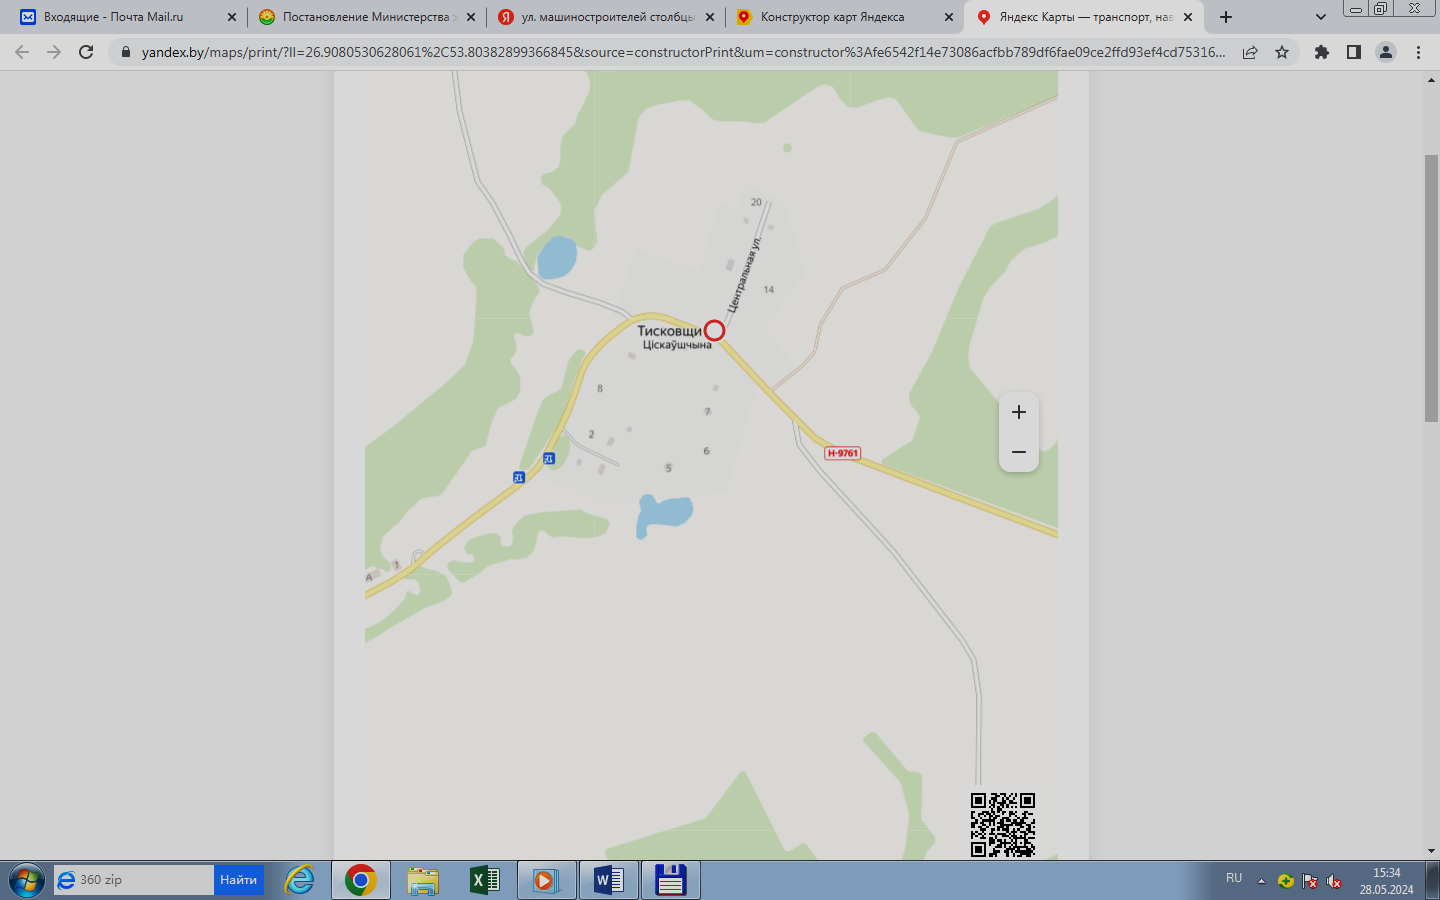 Входящие - Почта Mail.ru
Постановление Министерства ж
ул. машиностроителей столбцы
Конструктор карт Яндекса
Яндекс Карты — транспорт, нав
yandex.by/maps/print/?ll=26.9080530628061%2C53.80382899366845&source=constructorPrint&um=constructor%3Afe6542f14e73086acfbb789df6fae09ce2ffd93ef4cd75316...
20
Центральная ул.
14
Тисковщи
Ціскаўшчына
8
7
2
6
5
Н-9761
1
А
+
−
360 zip
Найти
RU
15:34
28.05.2024